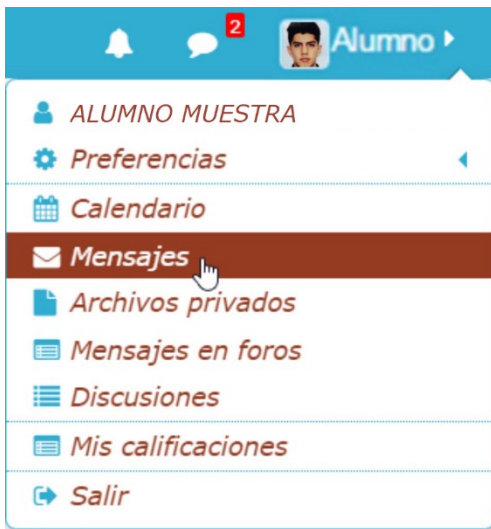 2
Alumno
ALUMNO MUESTRA
Preferencias
Calendario
Mensajes
Archivos privados
Mensajes en foros
Discusiones
Mis calificaciones
Salir